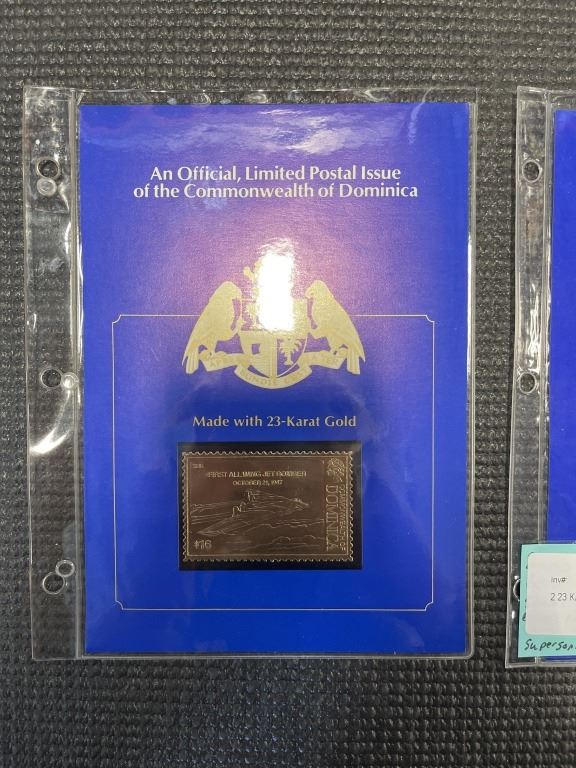 An Official, Limited Postal Issue
of the Commonwealth of Dominica
Made with 23-Karat Gold
FIRST ALL WING JET BOMBER
OCTOBER 21, 1947
$16
COMMONWEALTH OF
DOMINICA
Inv#
2 23 K